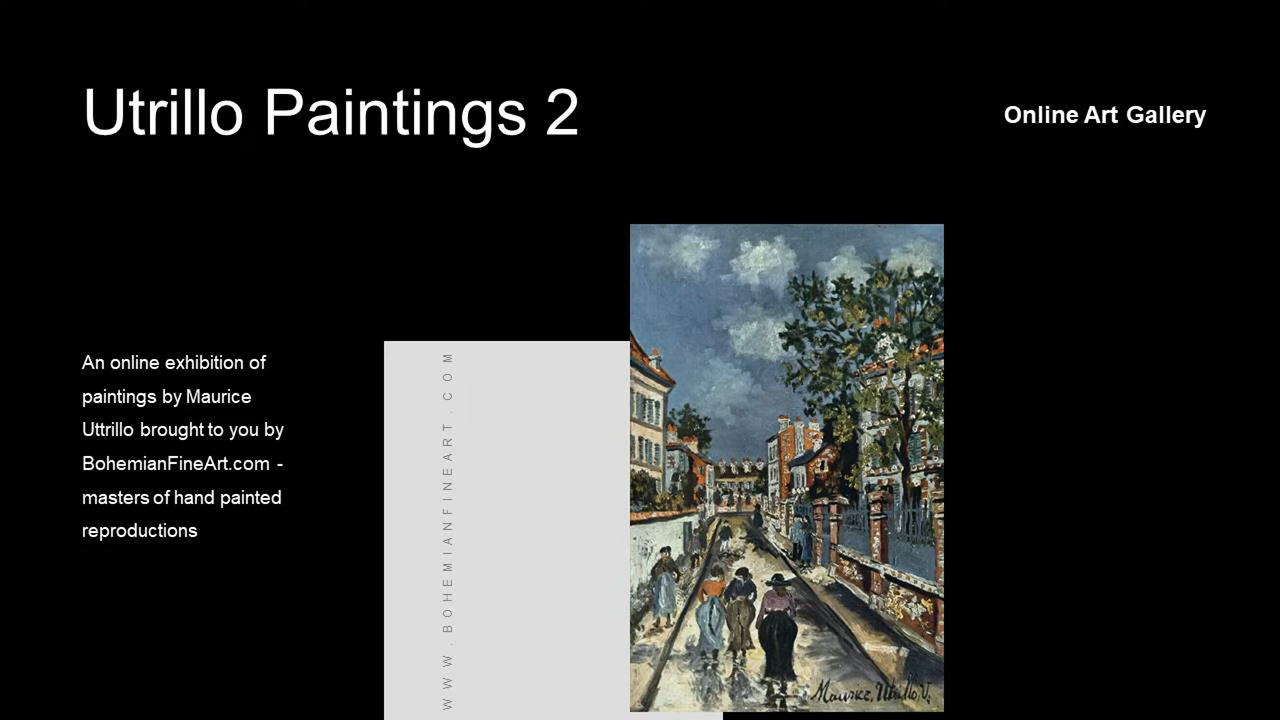 Utrillo Paintings 2
Online Art Gallery
An online exhibition of
paintings by Maurice
Uttrillo brought to you by
BohemianFineArt.com -
masters of hand painted
reproductions
WWW.BOHEMIANFINEART.COM
Maurice, Utrillo, V.